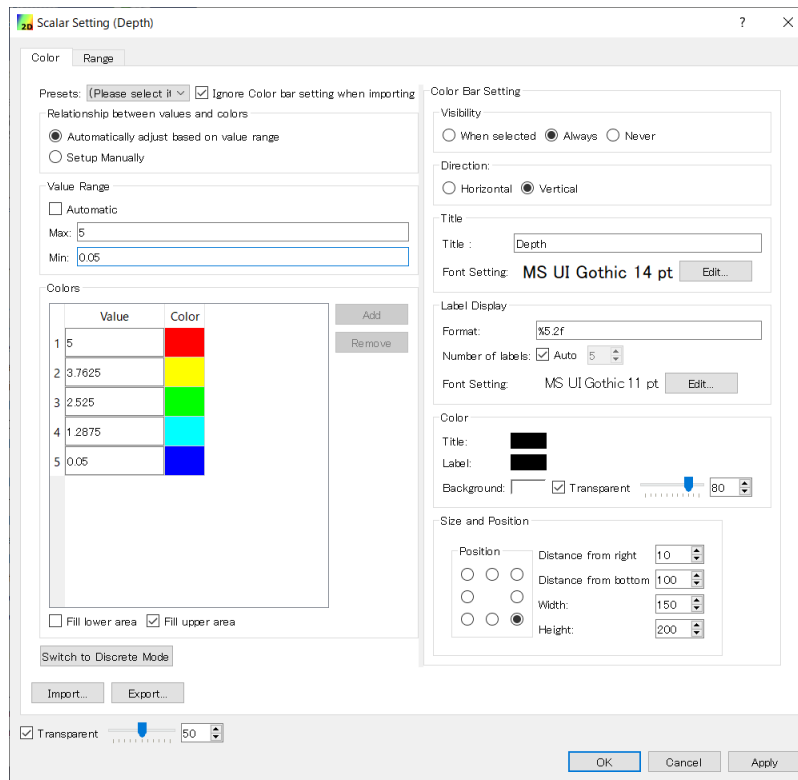 2D Scalar Setting (Depth) ?
Color Range
Presets: (Please select it Ignore Color bar setting when importing
Relationship between values and colors
Automatically adjust based on value range
Setup Manually
Value Range
Automatic
Max: 5
Min: 0.05
Colors
Value Color
1 5
2 3.7625
3 2.525
4 1.2875
5 0.05
Add
Remove
Fill lower area Fill upper area
Switch to Discrete Mode
Import... Export...
Transparent 50
Color Bar Setting
Visibility
When selected Always Never
Direction:
Horizontal Vertical
Title
Title : Depth
Font Setting: MS UI Gothic 14 pt Edit...
Label Display
Format: %5.2f
Number of labels: Auto 5
Font Setting: MS UI Gothic 11 pt Edit...
Color
Title:
Label:
Background: Transparent 80
Size and Position
Position
Distance from right 10
Distance from bottom 100
Width: 150
Height: 200
OK Cancel Apply